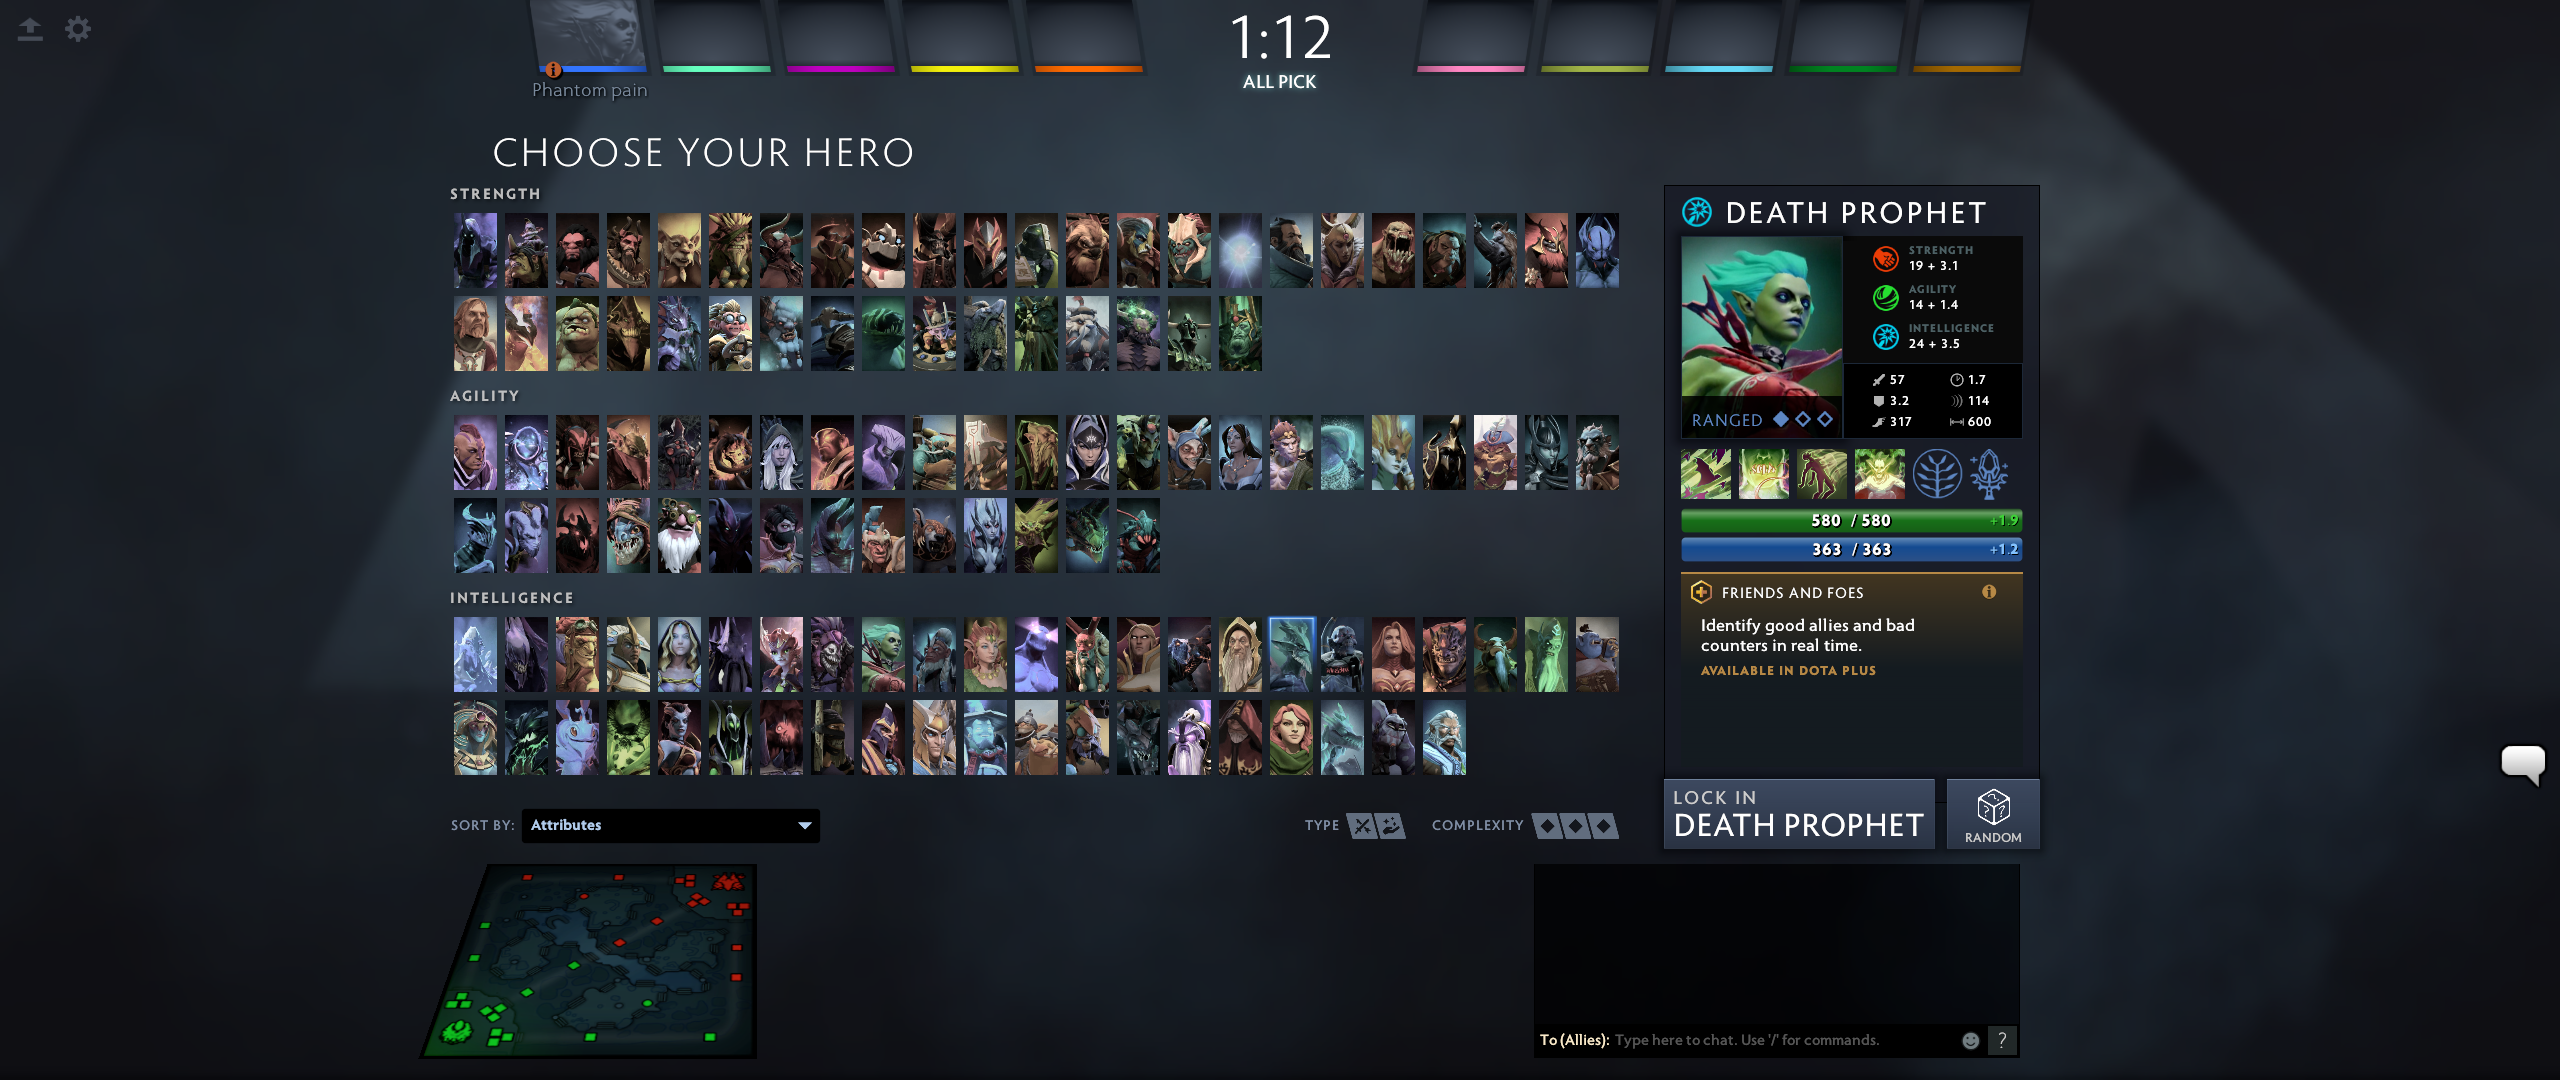 1:12
ALL PICK
Phantom pain
CHOOSE YOUR HERO
STRENGTH
AGILITY
INTELLIGENCE
DEATH PROPHET
STRENGTH
19 + 3.1
AGILITY
14 + 1.4
INTELLIGENCE
24 + 3.5
57 1.7
3.2 114
317 600
RANGED
580 / 580 +1.9
363 / 363 +1.2
FRIENDS AND FOES
Identify good allies and bad
counters in real time.
AVAILABLE IN DOTA PLUS
LOCK IN
DEATH PROPHET
RANDOM
SORT BY: Attributes
TYPE
COMPLEXITY
To (Allies): Type here to chat. Use '/' for commands. ?